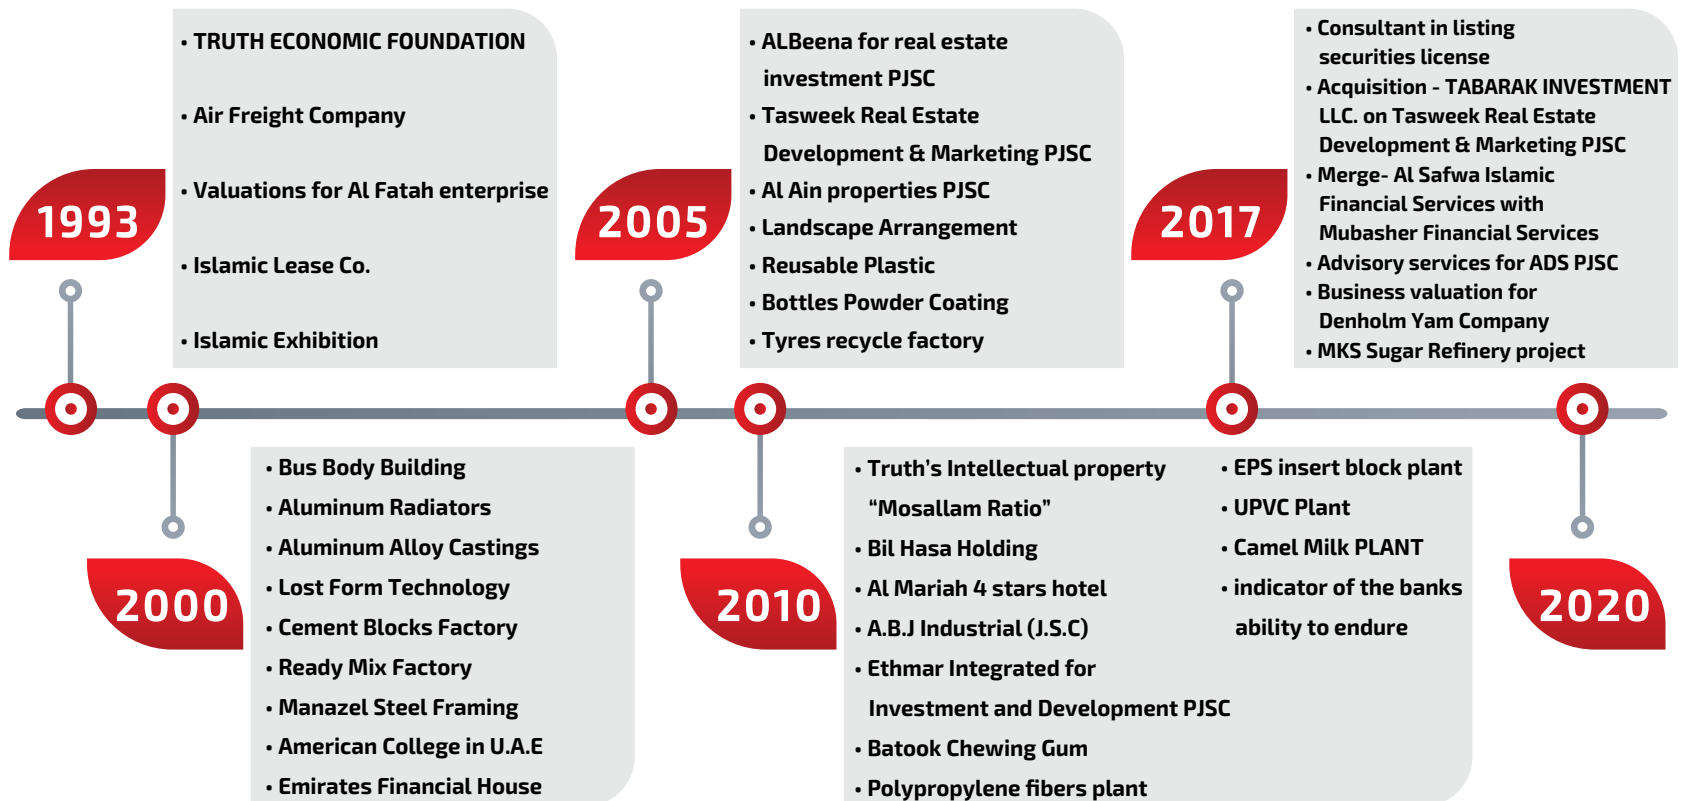 1993
• TRUTH ECONOMIC FOUNDATION
• Air Freight Company
• Valuations for Al Fatah enterprise
• Islamic Lease Co.
• Islamic Exhibition
2000
• Bus Body Building
• Aluminum Radiators
• Aluminum Alloy Castings
• Lost Form Technology
• Cement Blocks Factory
• Ready Mix Factory
• Manazel Steel Framing
• American College in U.A.E
• Emirates Financial House
2005
• ALBeena for real estate
investment PJSC
• Tasweek Real Estate
Development & Marketing PJSC
• Al Ain properties PJSC
• Landscape Arrangement
• Reusable Plastic
• Bottles Powder Coating
• Tyres recycle factory
2010
• Truth’s Intellectual property
“Mosallam Ratio”
• Bil Hasa Holding
• Al Mariah 4 stars hotel
• A.B.J Industrial (J.S.C)
• Ethmar Integrated for
Investment and Development PJSC
• Batook Chewing Gum
• Polypropylene fibers plant
• EPS insert block plant
• UPVC Plant
• Camel Milk PLANT
• indicator of the banks
ability to endure
2017
• Consultant in listing
securities license
• Acquisition - TABARAK INVESTMENT
LLC. on Tasweek Real Estate
Development & Marketing PJSC
• Merge- Al Safwa Islamic
Financial Services with
Mubasher Financial Services
• Advisory services for ADS PJSC
• Business valuation for
Denholm Yam Company
• MKS Sugar Refinery project
2020